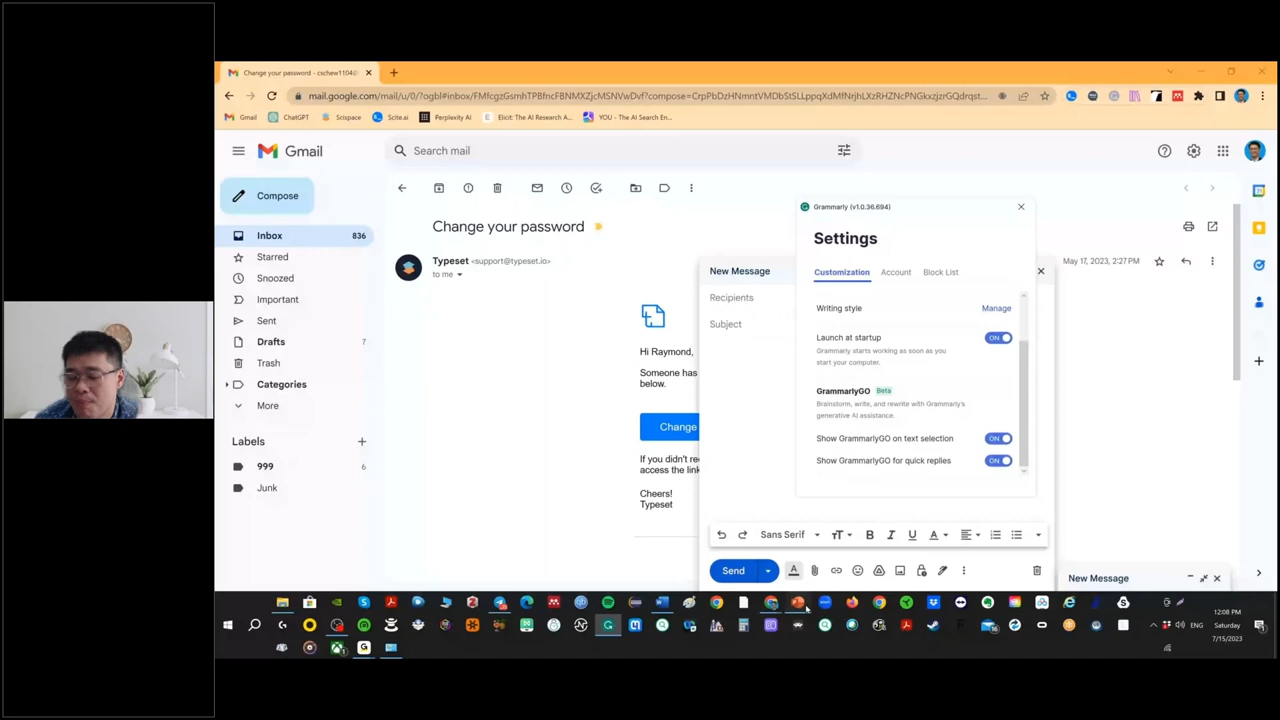 Change your password - cschew1104@
mail.google.com/mail/u/0/?ogbl#inbox/
Gmail
ChatGPT
Scispace
Scite.ai
Perplexity AI
Elicit: The AI Research A...
YOU - The AI Search En...
Gmail
Search mail
Compose
Inbox 836
Starred
Snoozed
Important
Sent
Drafts 7
Trash
Categories
More
Labels
999 6
Junk
Change your password
Typeset <support@typeset.io>
to me
May 17, 2023, 2:27 PM
Hi Raymond,
Someone has
below.
Change
If you didn't re
access the link
Cheers!
Typeset
New Message
Recipients
Subject
Grammarly (v1.0.36.694)
Settings
Customization Account Block List
Writing style Manage
Launch at startup ON
Grammarly starts working as soon as you
start your computer.
GrammarlyGO Beta
Brainstorm, write, and rewrite with Grammarly's
generative AI assistance.
Show GrammarlyGO on text selection ON
Show GrammarlyGO for quick replies ON
Sans Serif
Send
New Message
ENG
12:08 PM
Saturday
7/15/2023